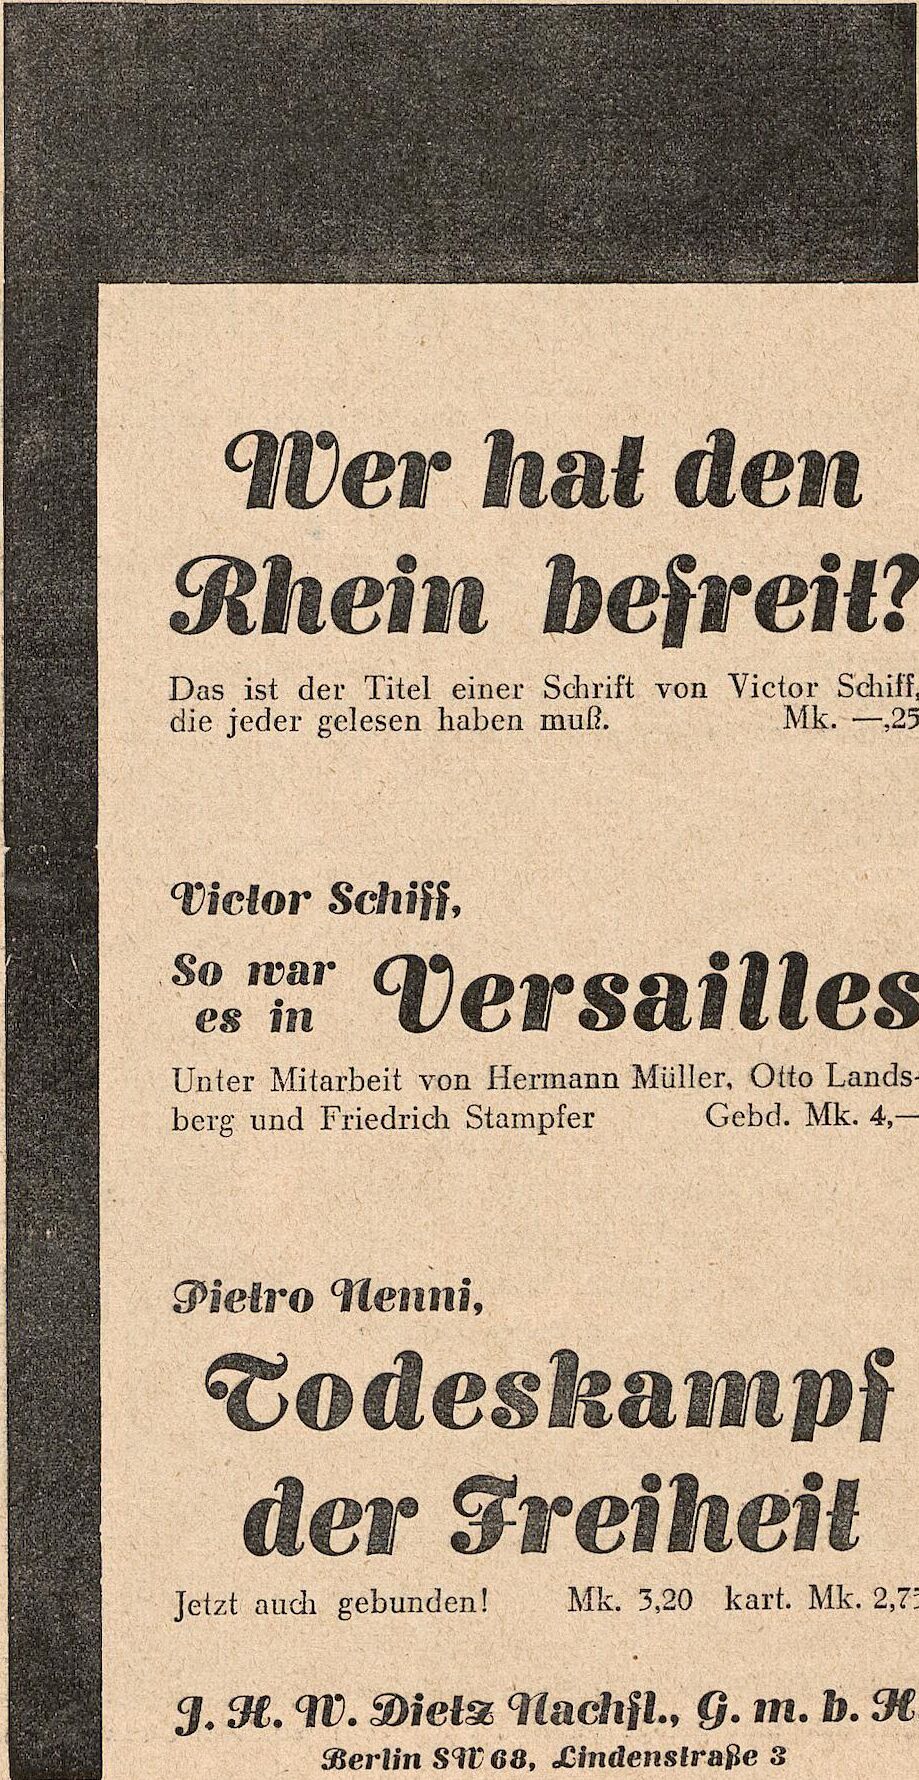 Wer hat den
Rhein befreit?
Das ist der Titel einer Schrift von Victor Schiff,
die jeder gelesen haben muß. Mk. —,25
Victor Schiff,
So war
es in Versailles
Unter Mitarbeit von Hermann Müller, Otto Lands-
berg und Friedrich Stampfer Gebd. Mk. 4,—
Pietro Nenni,
Todeskampf
der Freiheit
Jetzt auch gebunden! Mk. 3,20 kart. Mk. 2,75
J. H. W. Dietz Nachfl., G. m. b. H
Berlin SW 68, Lindenstraße 3